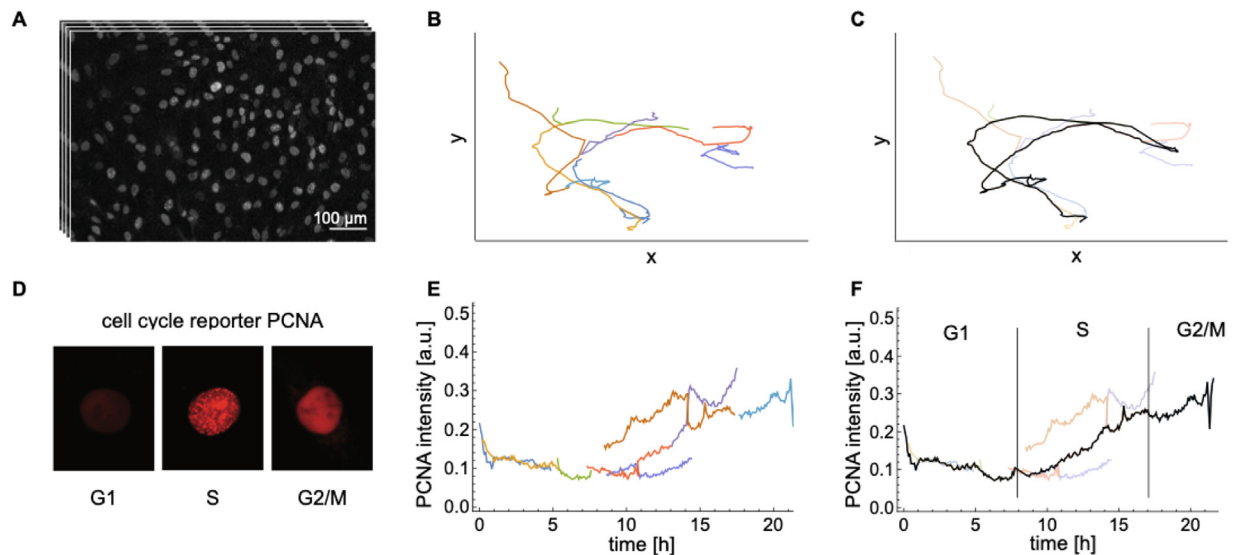 A
B
C
100 µm
y
x
y
x
D
E
F
cell cycle reporter PCNA
G1
S
G2/M
PCNA intensity [a.u.]
0.5
0.4
0.3
0.2
0.1
0.0
0
5
10
15
20
time [h]
PCNA intensity [a.u.]
0.5
0.4
0.3
0.2
0.1
0.0
G1
S
G2/M
0
5
10
15
20
time [h]